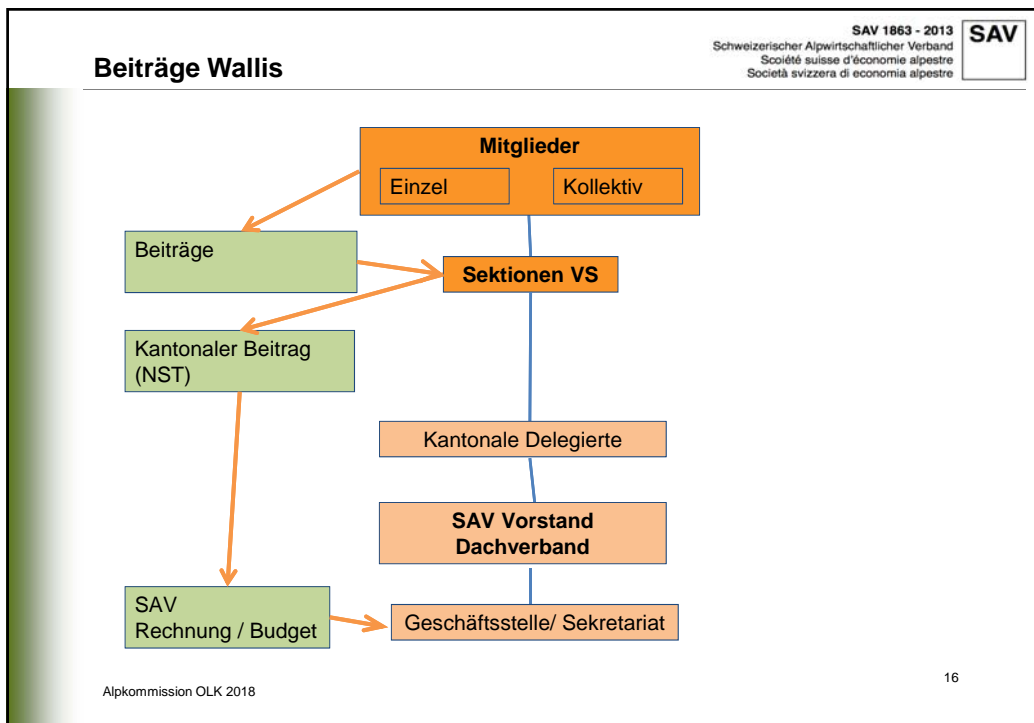 SAV 1863 - 2013
Schweizerischer Alpwirtschaftlicher Verband
Scoiété suisse d'économie alpestre
Società svizzera di economia alpestre
SAV
Beiträge Wallis
Mitglieder
Einzel
Kollektiv
Beiträge
Sektionen VS
Kantonaler Beitrag
(NST)
Kantonale Delegierte
SAV Vorstand
Dachverband
SAV
Rechnung / Budget
Geschäftsstelle/ Sekretariat
Alpkommission OLK 2018
16